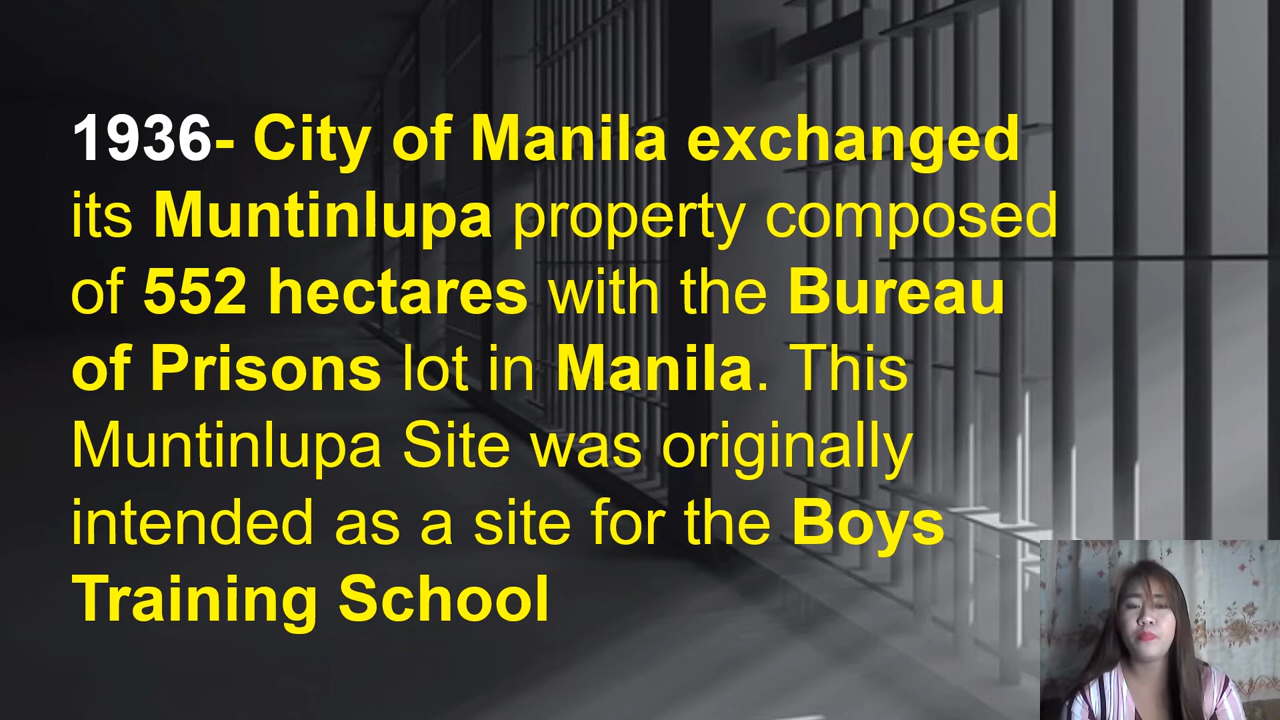 1936- City of Manila exchanged
its Muntinlupa property composed
of 552 hectares with the Bureau
of Prisons lot in Manila. This
Muntinlupa Site was originally
intended as a site for the Boys
Training School